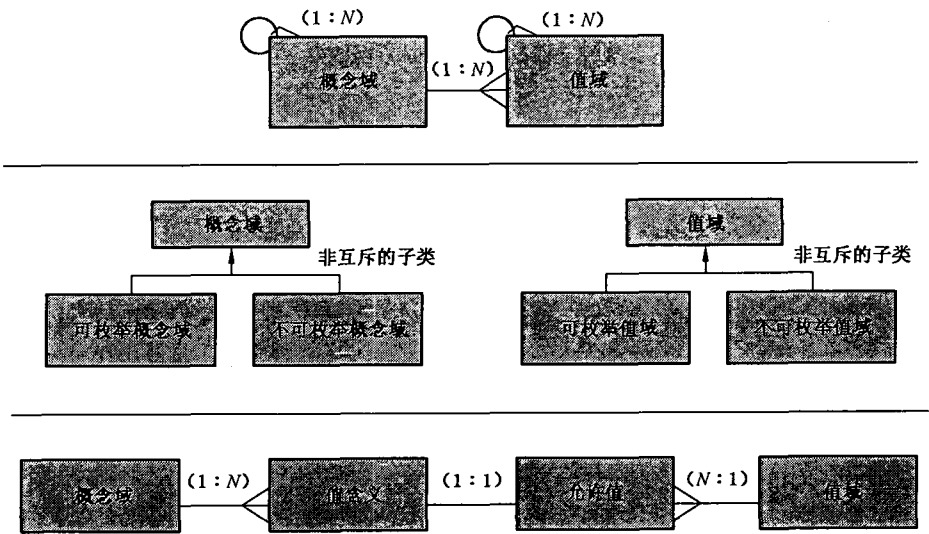 (1:N) (1:N)
概念域 (1:N) 值域
概念域 值域
非互斥的子类 非互斥的子类
可枚举概念域 不可枚举概念域 可枚举值域 不可枚举值域
概念域 (1:N) 值含义 (1:1) 允许值 (N:1) 值域